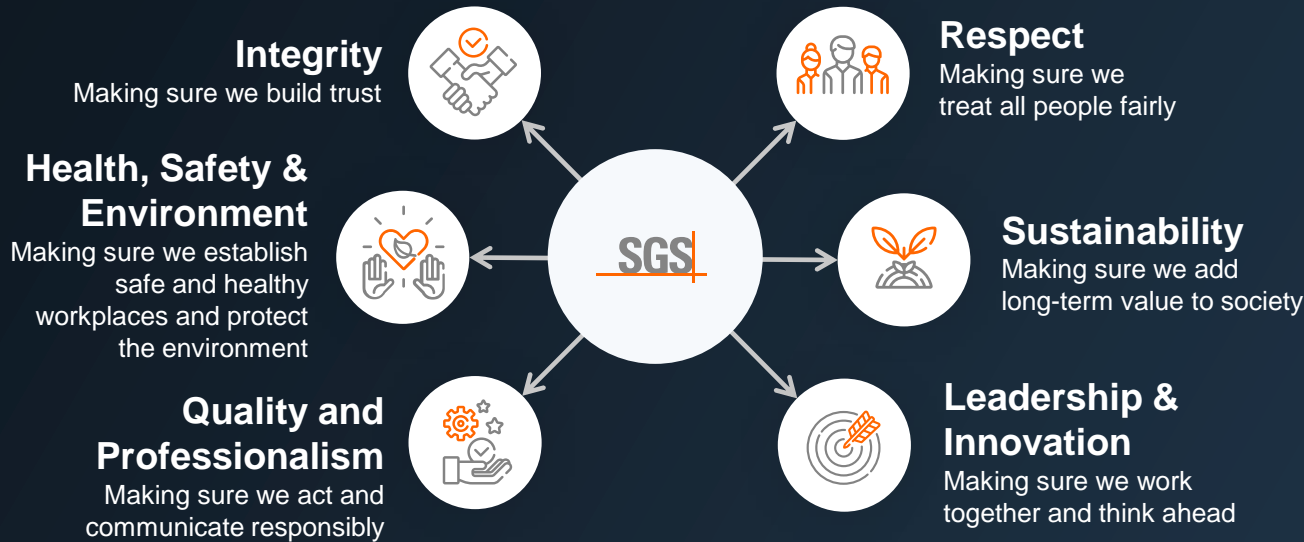 Integrity
Making sure we build trust
Respect
Making sure we
treat all people fairly
Health, Safety &
Environment
Making sure we establish
safe and healthy
workplaces and protect
the environment
SGS
Sustainability
Making sure we add
long-term value to society
Quality and
Professionalism
Making sure we act and
communicate responsibly
Leadership &
Innovation
Making sure we work
together and think ahead